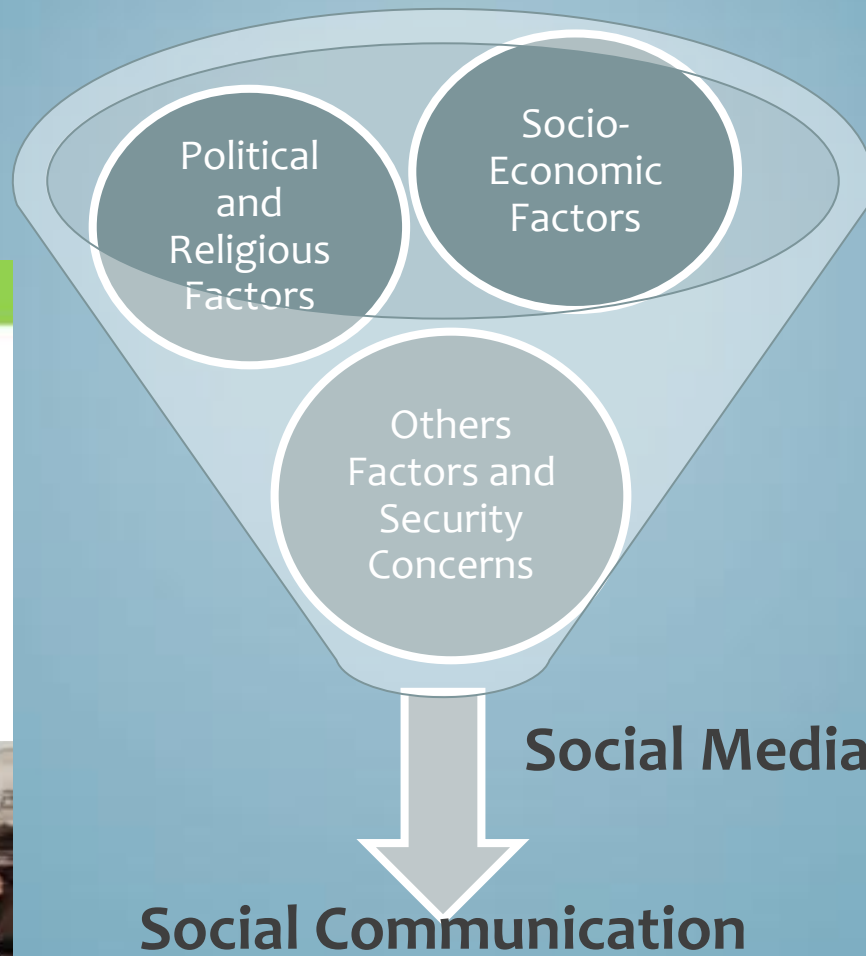 Political
and
Religious
Factors
Socio-
Economic
Factors
Others
Factors and
Security
Concerns
Social Media
Social Communication